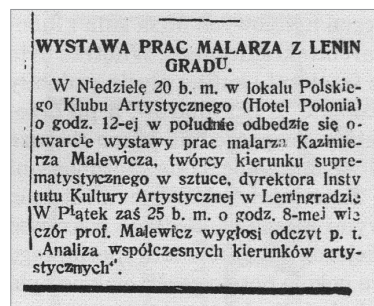 WYSTAWA PRAC MALARZA Z LENIN
GRADU.
W Niedzielę 20 b. m. w lokalu Polskie-
go Klubu Artystycznego (Hotel Polonia)
o godz. 12-ej w południe odbedzie się o-
twarcie wystawy prac malarza Kazimie-
rza Malewicza, twórcy kierunku supre-
matystycznego w sztuce, dyrektora Insty
tutu Kultury Artystycznej w Leningradzie
W Piątek zaś 25 b. m. o godz. 8-mej wie
czór prof. Malewicz wygłosi odczyt p. t.
„Analiza współczesnych kierunków arty-
stycznych“.